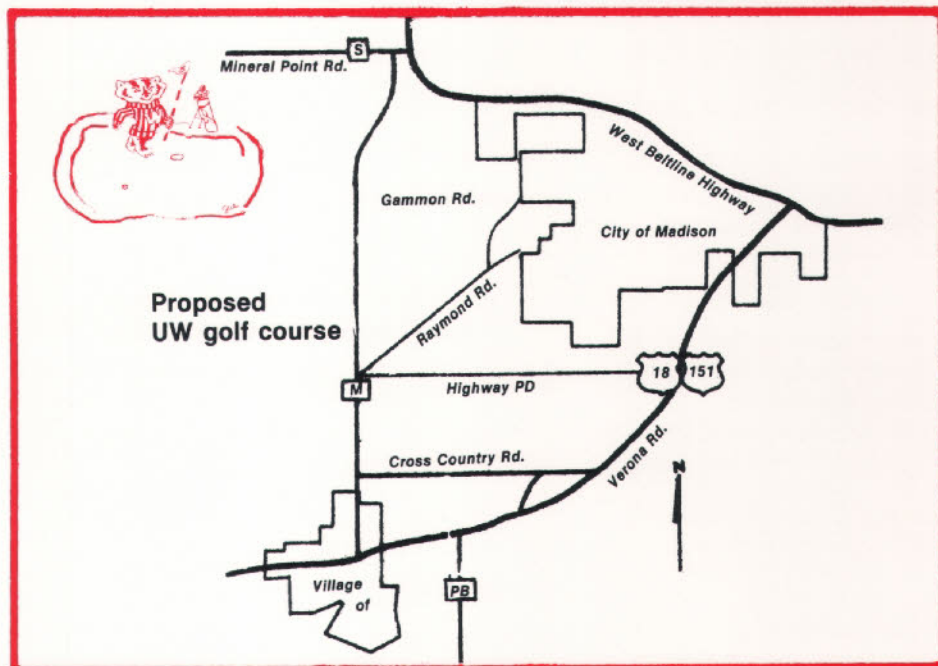 S
Mineral Point Rd.
West Beltline Highway
Gammon Rd.
City of Madison
Proposed
UW golf course
Raymond Rd.
18
151
M
Highway PD
Verona Rd.
Cross Country Rd.
N
Village
of
PB